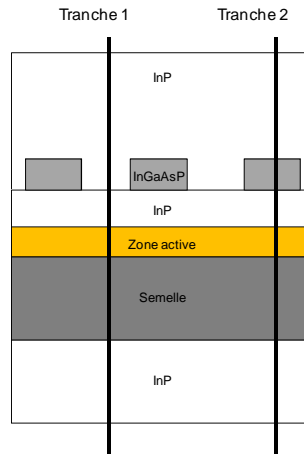 Tranche 1
Tranche 2
InP
InGaAsP
InP
Zone active
Semelle
InP